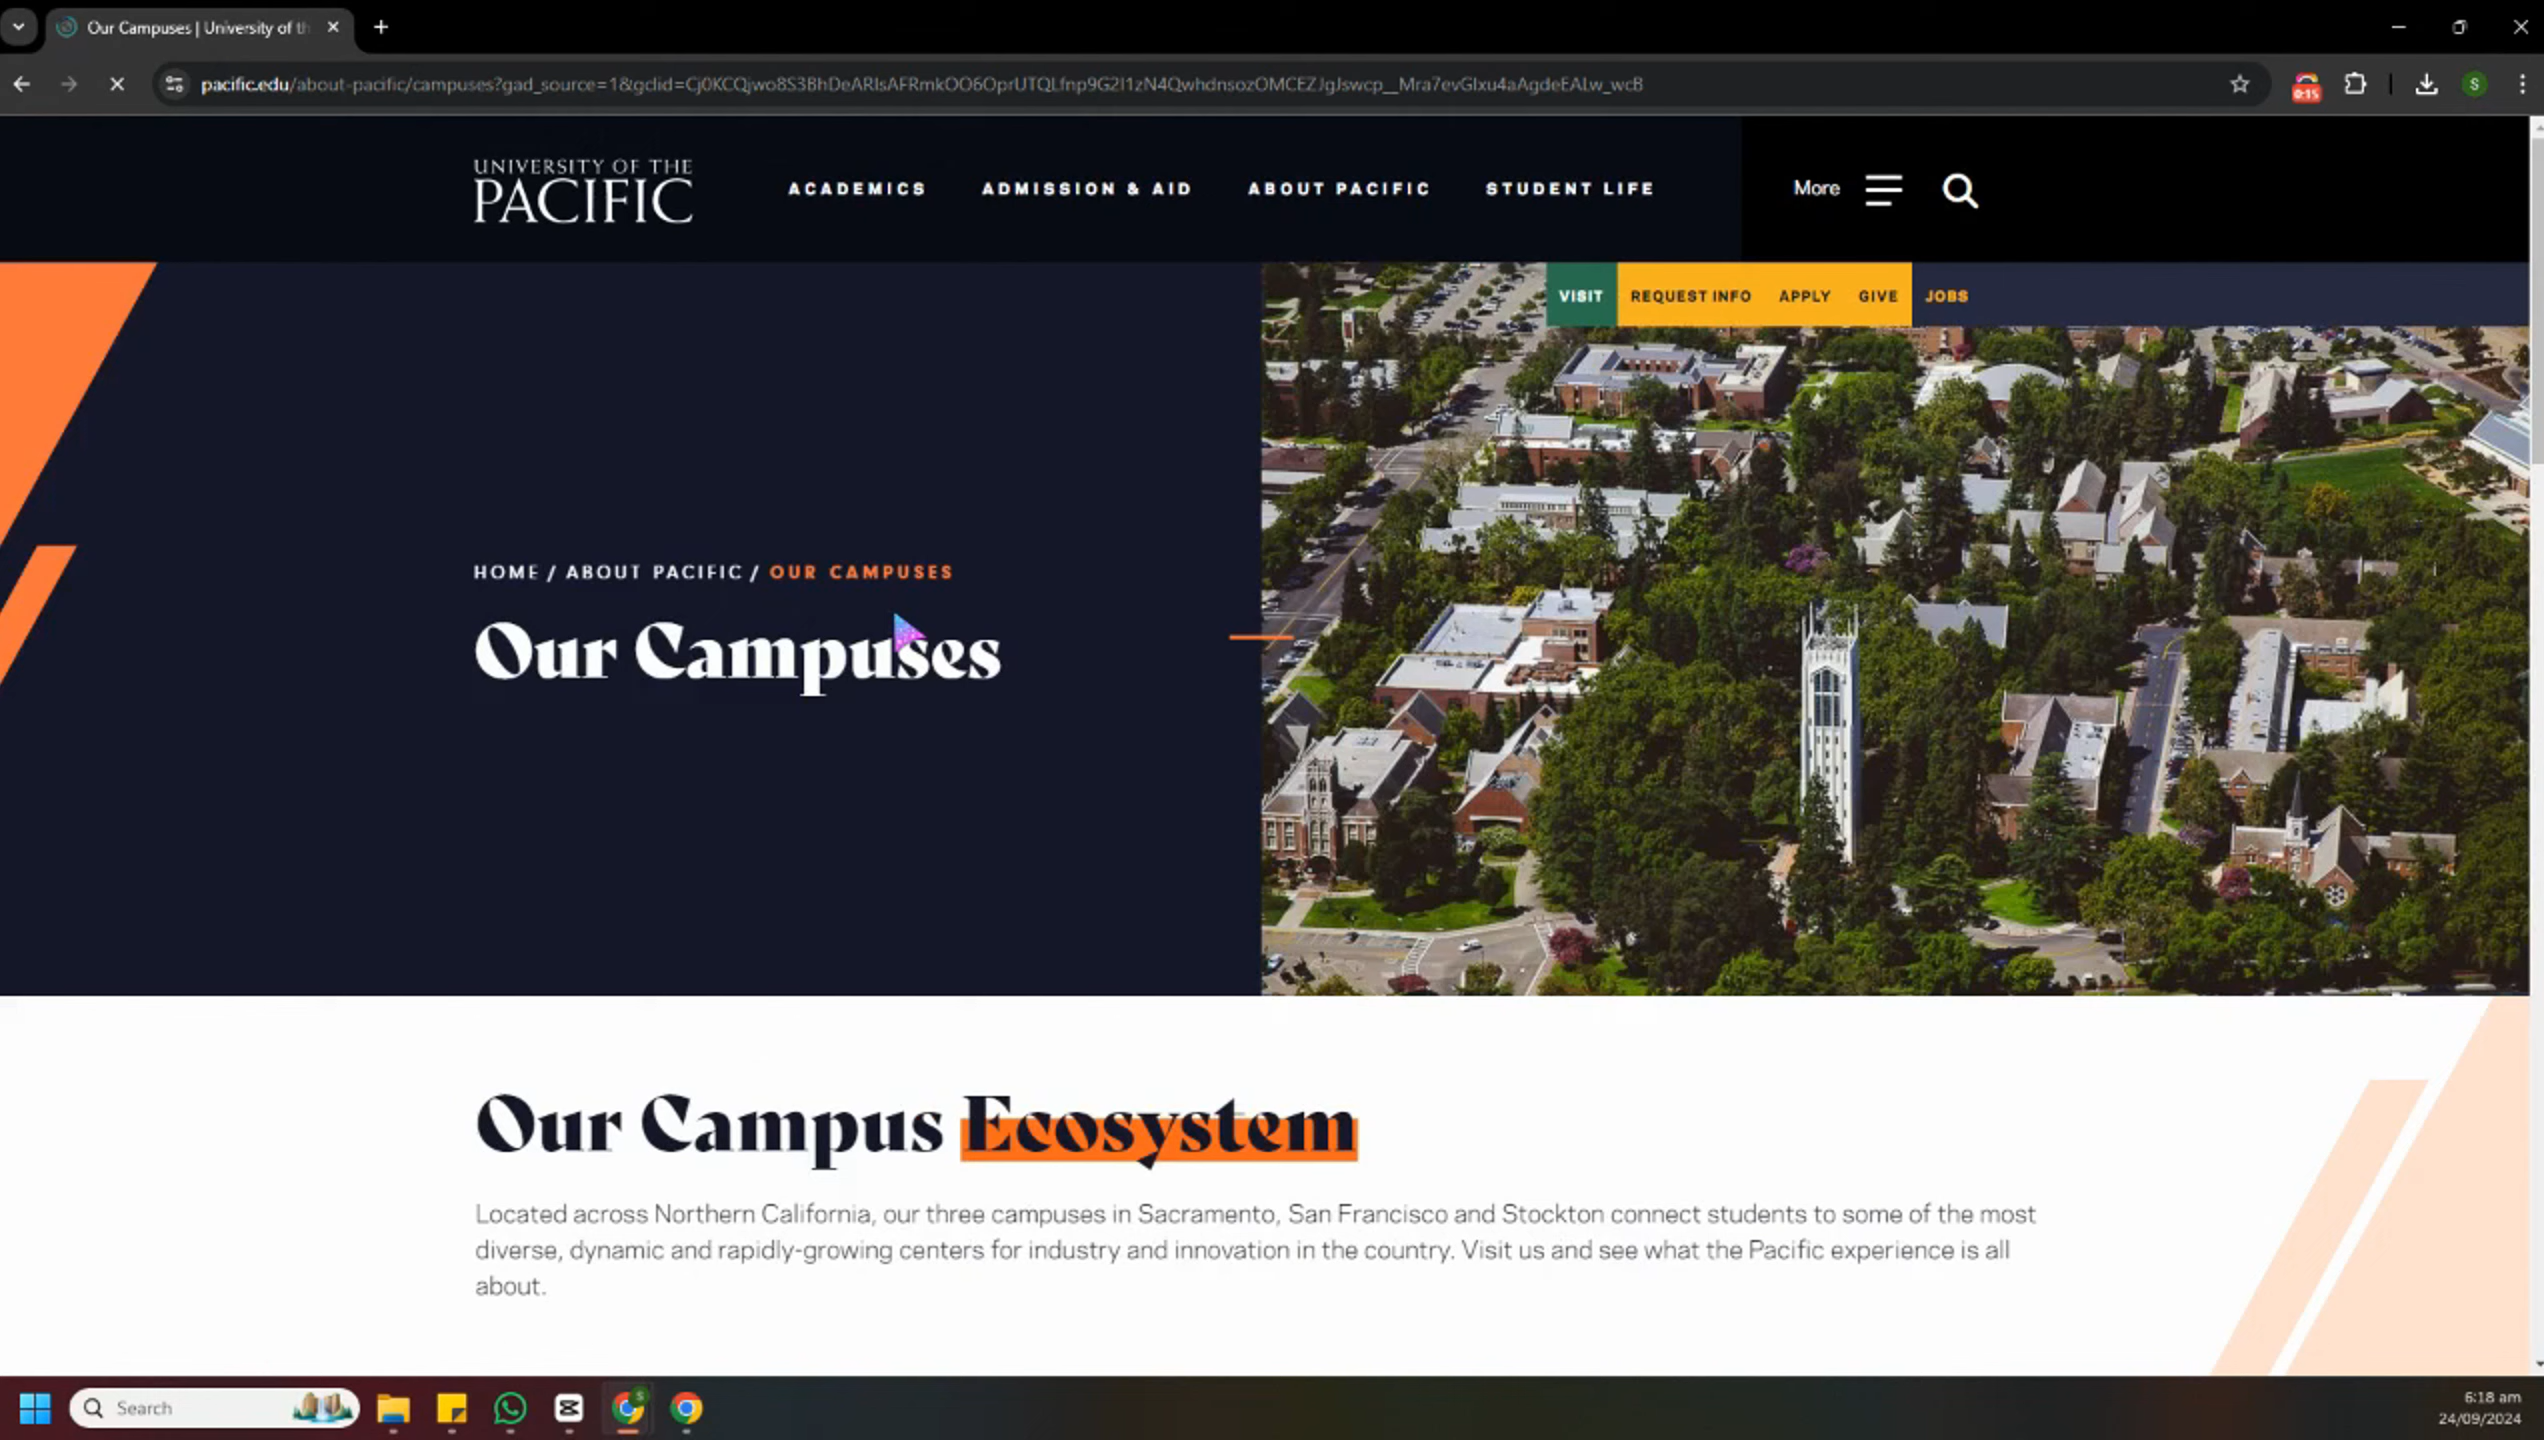 Our Campuses | University of th
pacific.edu/about-pacific/campuses?gad_source=1&gclid=Cj0KCQjwo8S3BhDeARIsAFRmkOO6OprUTQLfnp9G2I1zN4QwhdnsozOMCEZJgJswcp__Mra7evGlxu4aAgdeEALw_wcB
0:15
S
UNIVERSITY OF THE
PACIFIC
ACADEMICS
ADMISSION & AID
ABOUT PACIFIC
STUDENT LIFE
More
VISIT
REQUEST INFO
APPLY
GIVE
JOBS
HOME / ABOUT PACIFIC / OUR CAMPUSES
Our Campuses
Our Campus Ecosystem
Located across Northern California, our three campuses in Sacramento, San Francisco and Stockton connect students to some of the most
diverse, dynamic and rapidly-growing centers for industry and innovation in the country. Visit us and see what the Pacific experience is all
about.
Search
S
6:18 am
24/09/2024